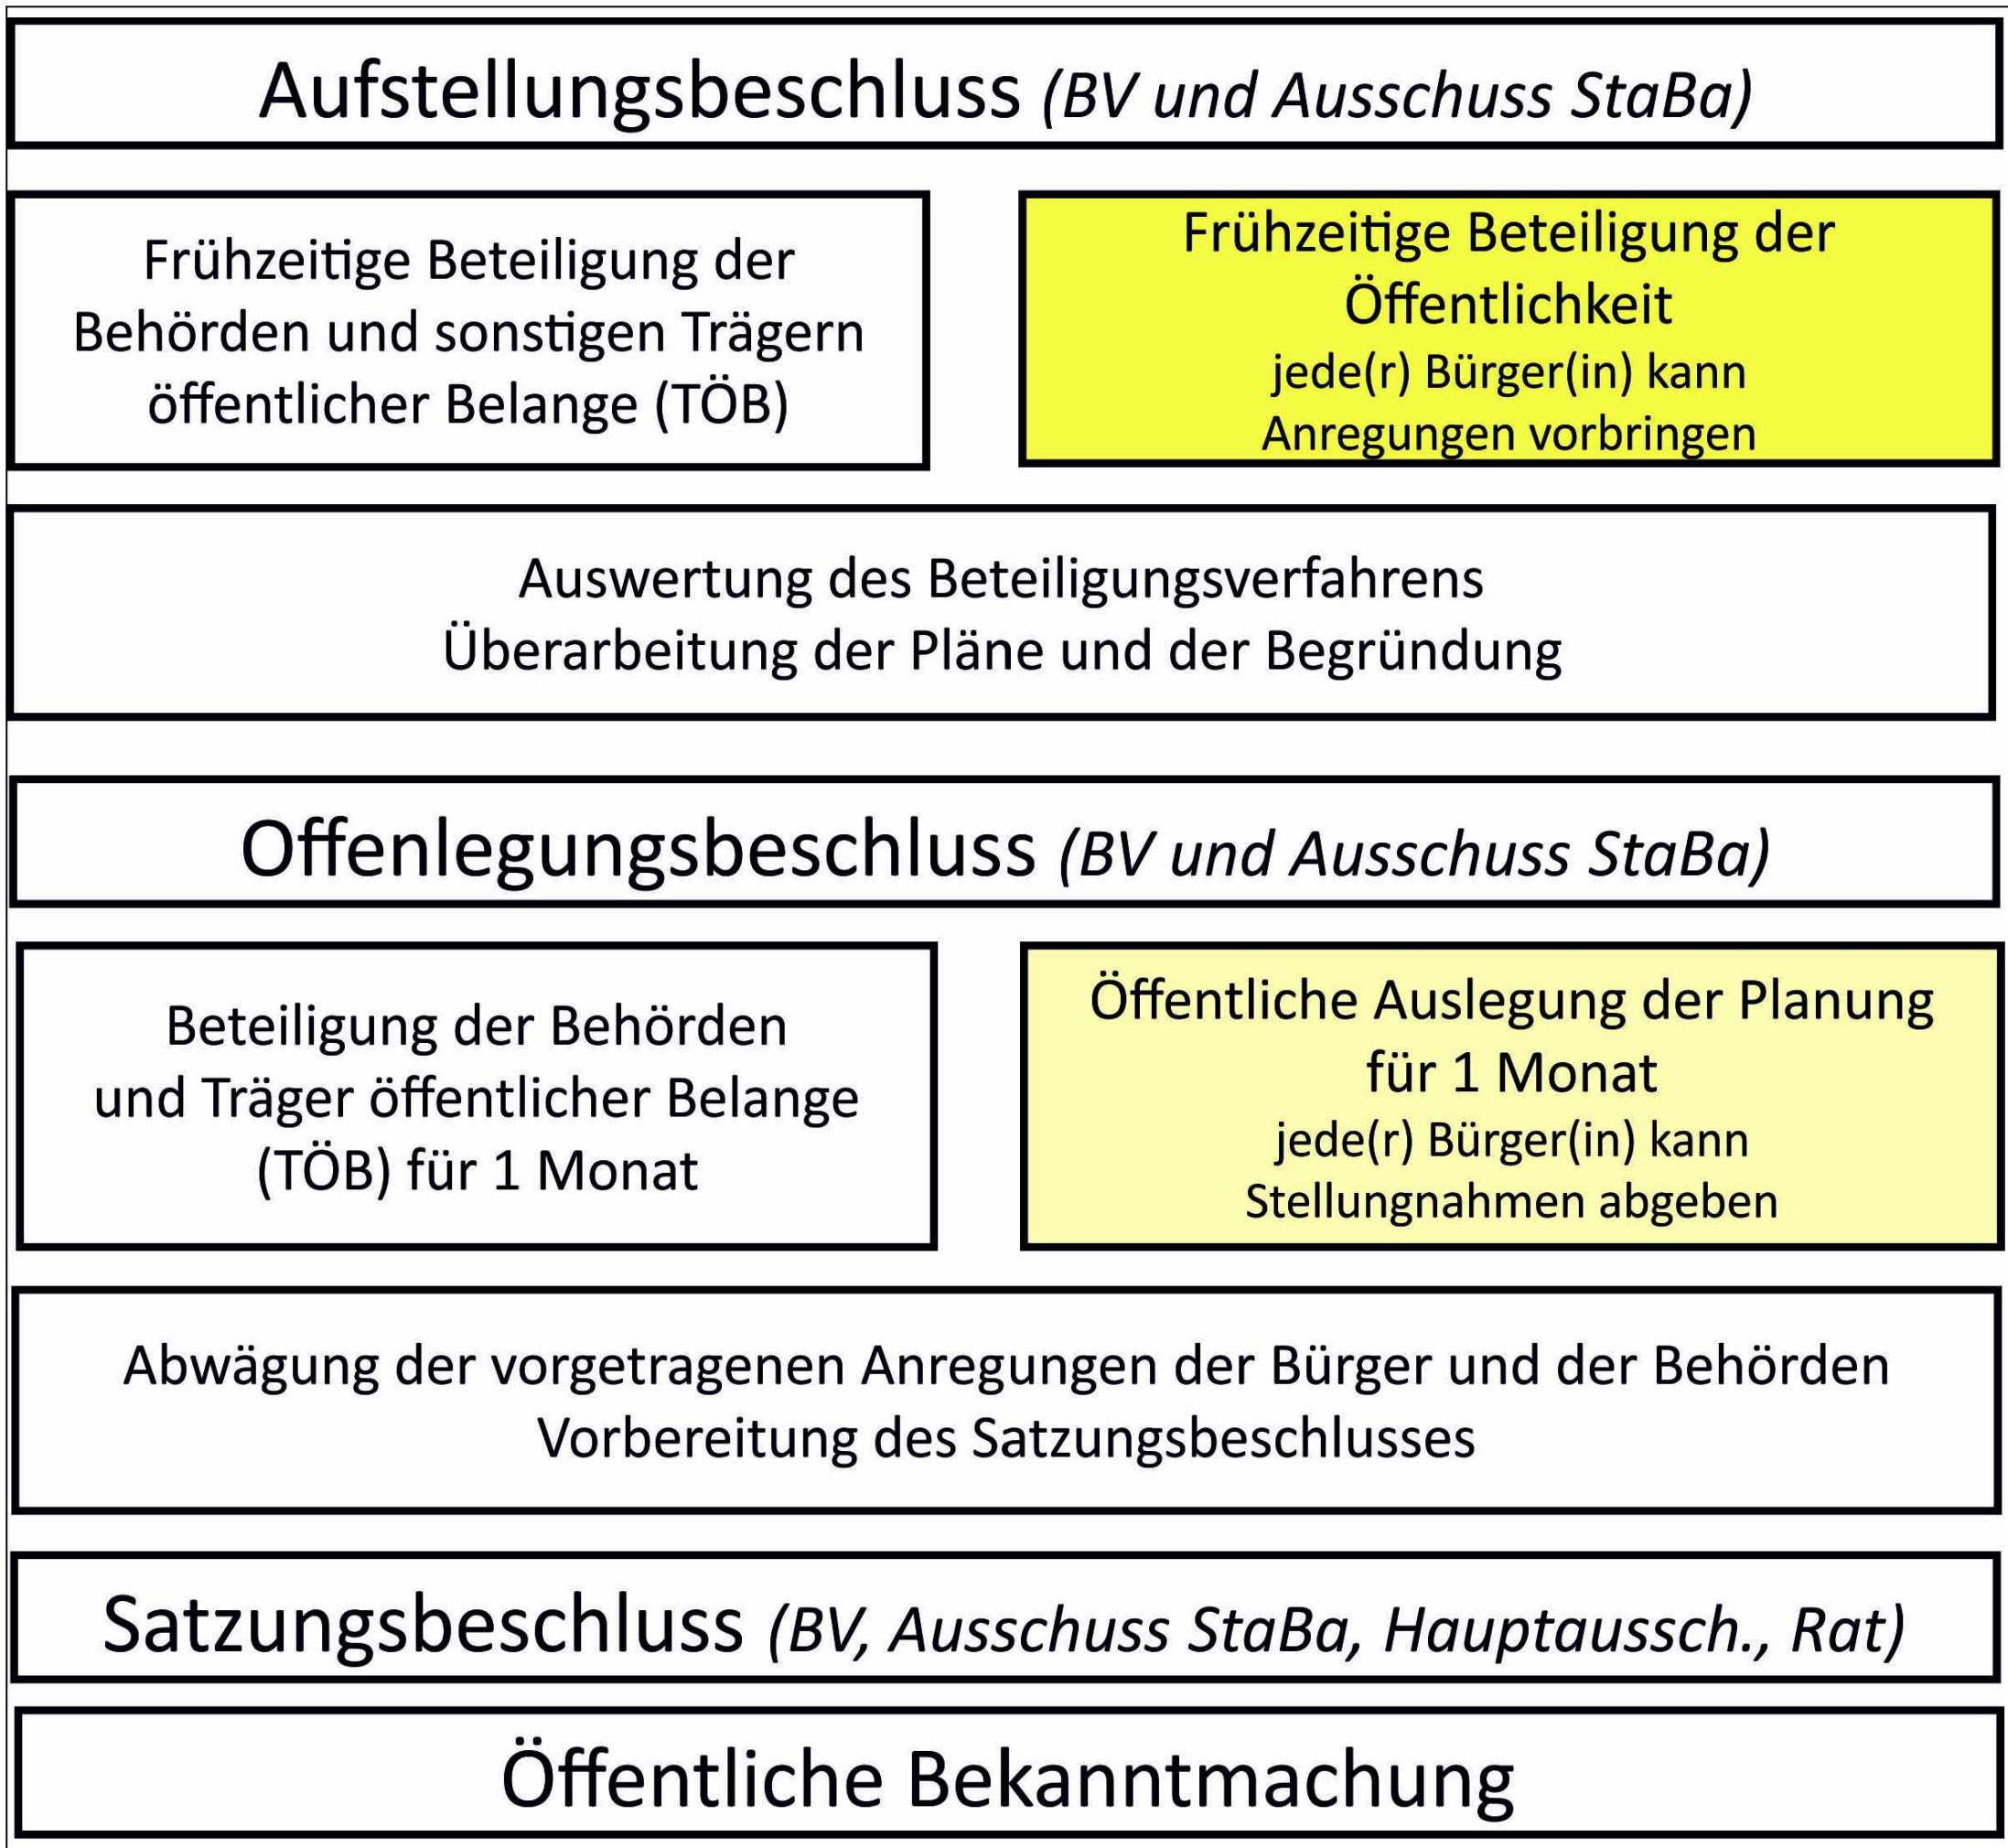 Aufstellungsbeschluss (BV und Ausschuss StaBa)
Frühzeitige Beteiligung der
Behörden und sonstigen Trägern
öffentlicher Belange (TÖB)
Frühzeitige Beteiligung der
Öffentlichkeit
jede(r) Bürger(in) kann
Anregungen vorbringen
Auswertung des Beteiligungsverfahrens
Überarbeitung der Pläne und der Begründung
Offenlegungsbeschluss (BV und Ausschuss StaBa)
Beteiligung der Behörden
und Träger öffentlicher Belange
(TÖB) für 1 Monat
Öffentliche Auslegung der Planung
für 1 Monat
jede(r) Bürger(in) kann
Stellungnahmen abgeben
Abwägung der vorgetragenen Anregungen der Bürger und der Behörden
Vorbereitung des Satzungsbeschlusses
Satzungsbeschluss (BV, Ausschuss StaBa, Hauptaussch., Rat)
Öffentliche Bekanntmachung